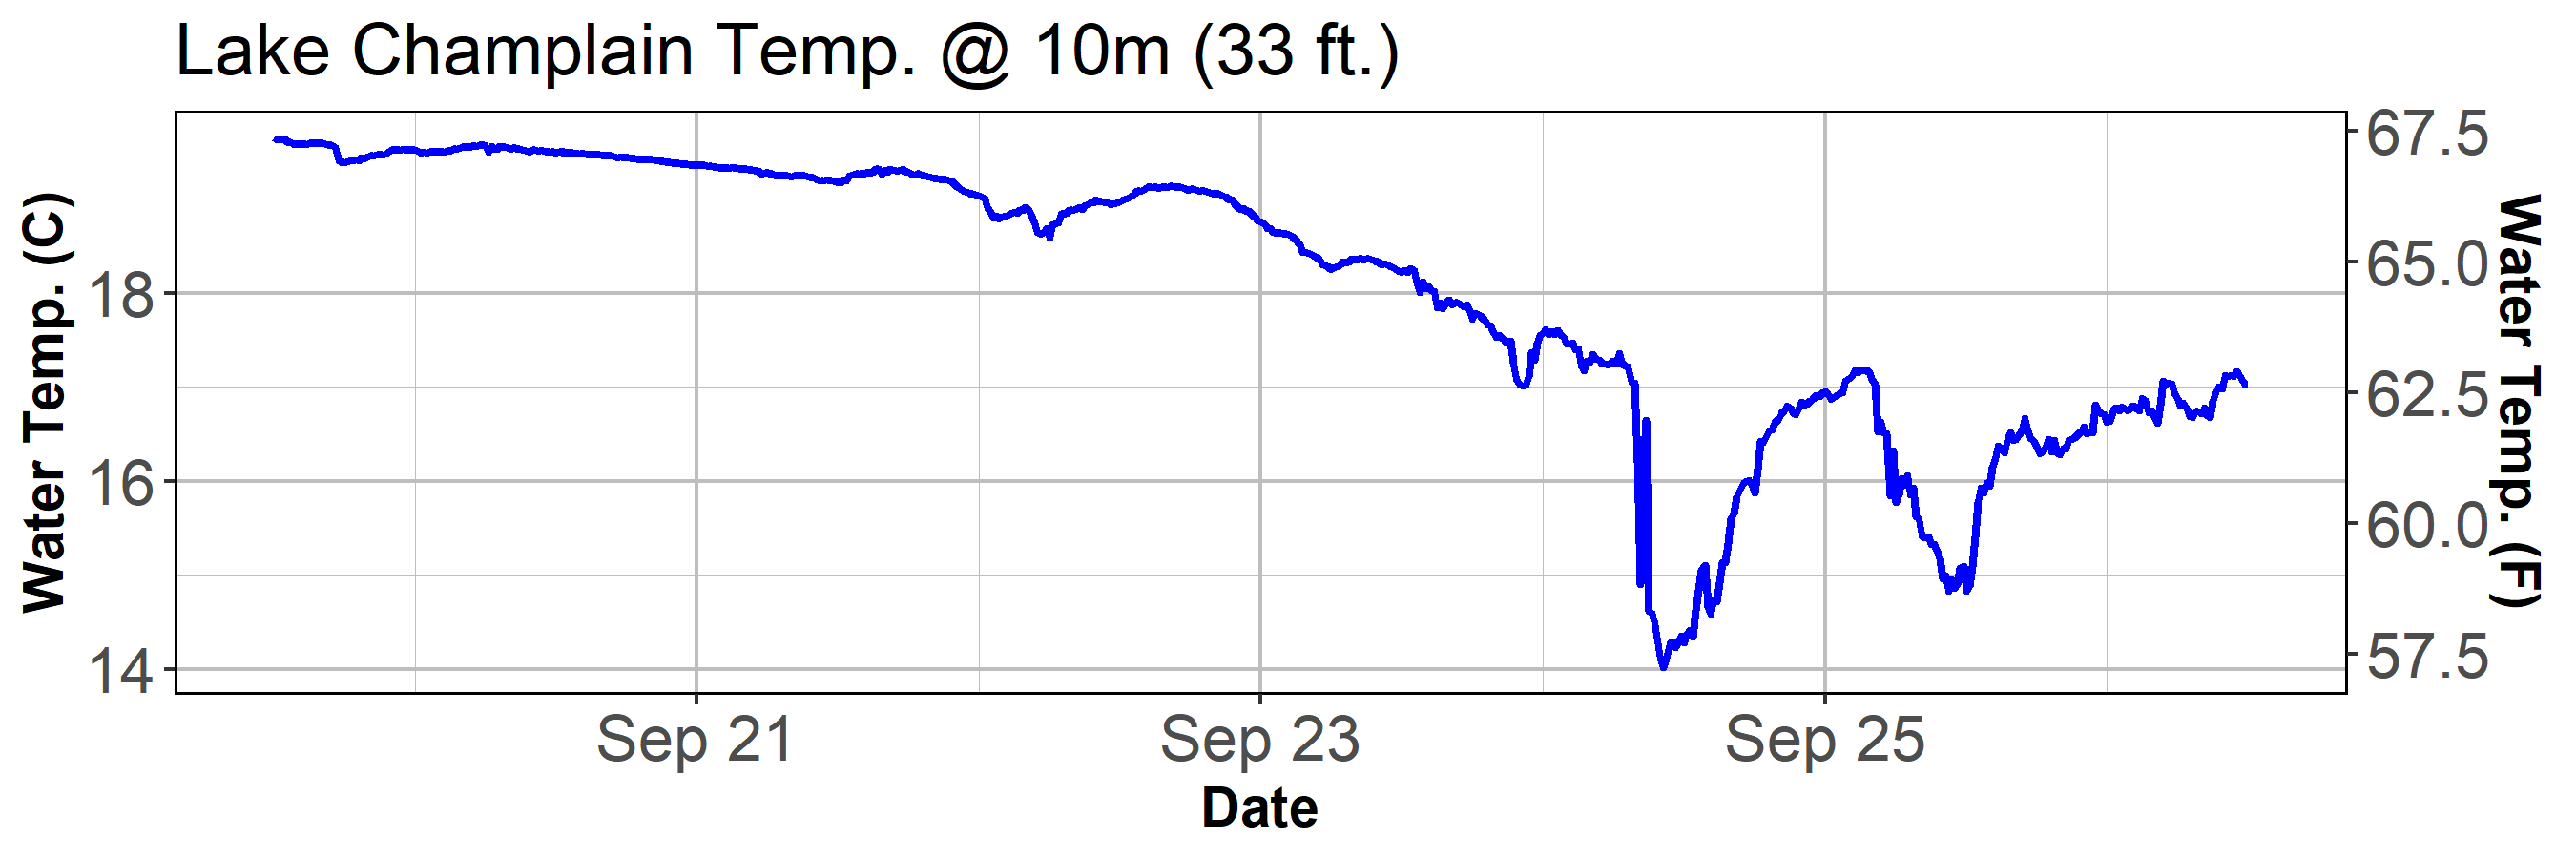 Lake Champlain Temp. @ 10m (33 ft.)
Water Temp. (C)
18
16
14
67.5
65.0
62.5
60.0
57.5
Water Temp. (F)
Sep 21
Sep 23
Sep 25
Date